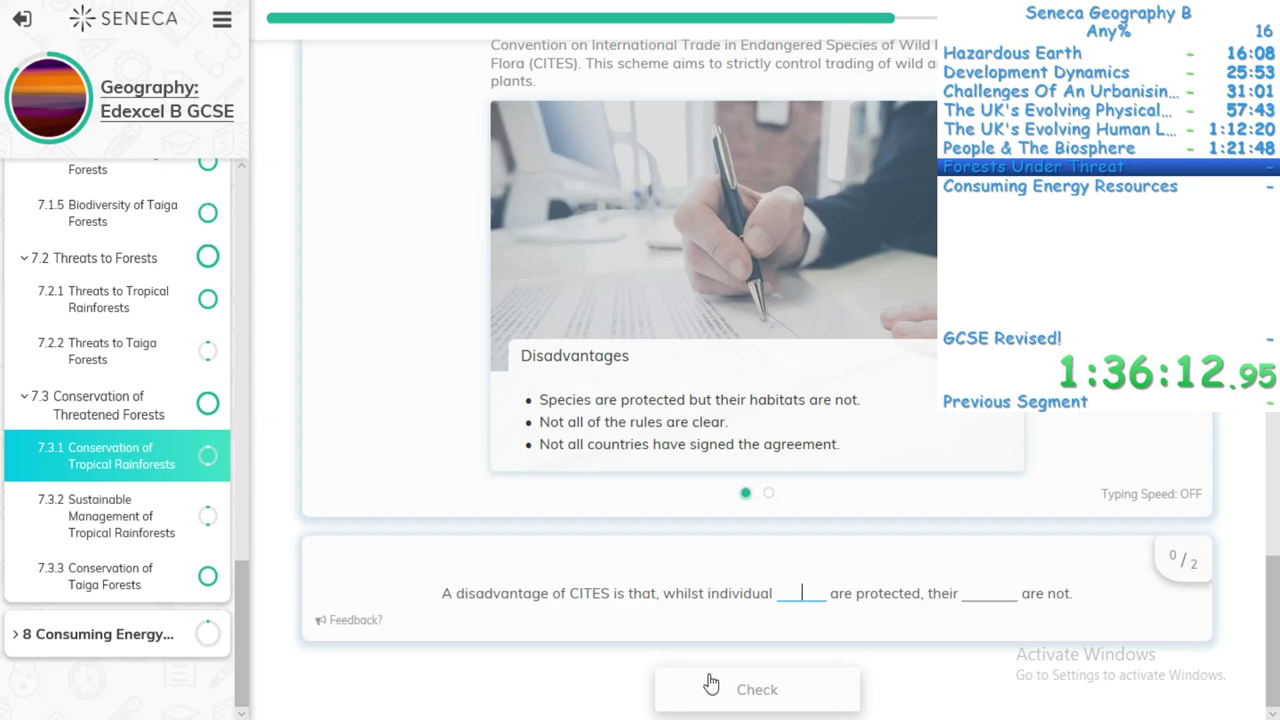 SENECA
Geography:
Edexcel B GCSE
Forests
7.1.5 Biodiversity of Taiga
Forests
7.2 Threats to Forests
7.2.1 Threats to Tropical
Rainforests
7.2.2 Threats to Taiga
Forests
7.3 Conservation of
Threatened Forests
7.3.1 Conservation of
Tropical Rainforests
7.3.2 Sustainable
Management of
Tropical Rainforests
7.3.3 Conservation of
Taiga Forests
8 Consuming Energy...
Convention on International Trade in Endangered Species of Wild
Flora (CITES). This scheme aims to strictly control trading of wild
plants.
Disadvantages
• Species are protected but their habitats are not.
• Not all of the rules are clear.
• Not all countries have signed the agreement.
Typing Speed: OFF
0 / 2
A disadvantage of CITES is that, whilst individual ______ are protected, their ______ are not.
Feedback?
Check
Activate Windows
Go to Settings to activate Windows.
Seneca Geography B
Any% 16
Hazardous Earth - 16:08
Development Dynamics - 25:53
Challenges Of An Urbanisin... - 31:01
The UK's Evolving Physical... - 57:43
The UK's Evolving Human L... - 1:12:20
People & The Biosphere - 1:21:48
Forests Under Threat -
Consuming Energy Resources -
GCSE Revised! -
1:36:12.95
Previous Segment -